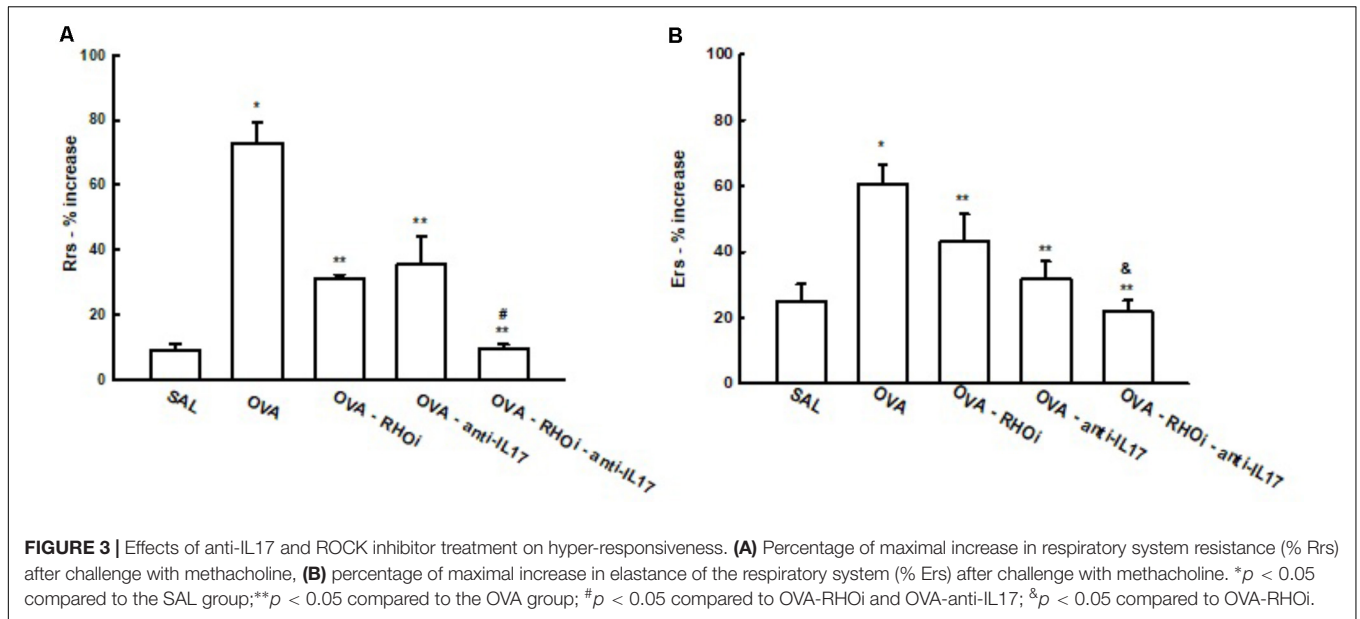 A
Rrs - % increase
100
80
60
40
20
0
*
**
**
#
**
SAL
OVA
OVA - RHOi
OVA - anti-IL17
OVA - RHOi - anti-IL17
B
Ers - % increase
100
80
60
40
20
0
*
**
**
&
**
SAL
OVA
OVA - RHOi
OVA - anti-IL17
OVA - RHOi - anti-IL17
FIGURE 3 | Effects of anti-IL17 and ROCK inhibitor treatment on hyper-responsiveness. (A) Percentage of maximal increase in respiratory system resistance (% Rrs)
after challenge with methacholine, (B) percentage of maximal increase in elastance of the respiratory system (% Ers) after challenge with methacholine. *p < 0.05
compared to the SAL group;**p < 0.05 compared to the OVA group; #p < 0.05 compared to OVA-RHOi and OVA-anti-IL17; &p < 0.05 compared to OVA-RHOi.